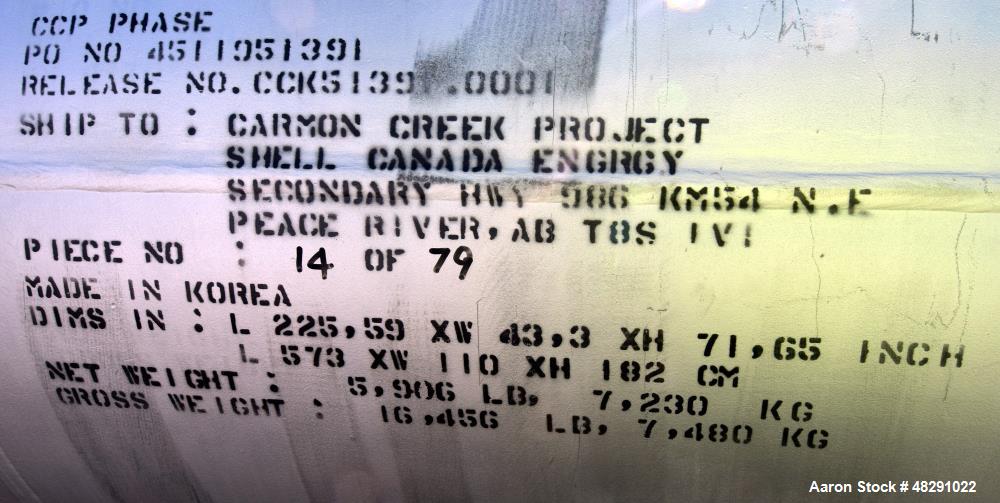 CCP PHASE
PO NO 4511951391
RELEASE NO.CCK51391.0001
SHIP TO : CARMON CREEK PROJECT
SHELL CANADA ENGRGY
SECONDARY HWY 986 KM54 N.E
PEACE RIVER, AB T8S 1V1
PIECE NO : 14 OF 79
MADE IN KOREA
DIMS IN : L 225,59 XW 43,3 XH 71,65 INCH
L 573 XW 110 XH 182 CM
NET WEIGHT : 5,906 LB, 7,230 KG
GROSS WEIGHT : 16,456 LB, 7,480 KG
Aaron Stock # 48291022